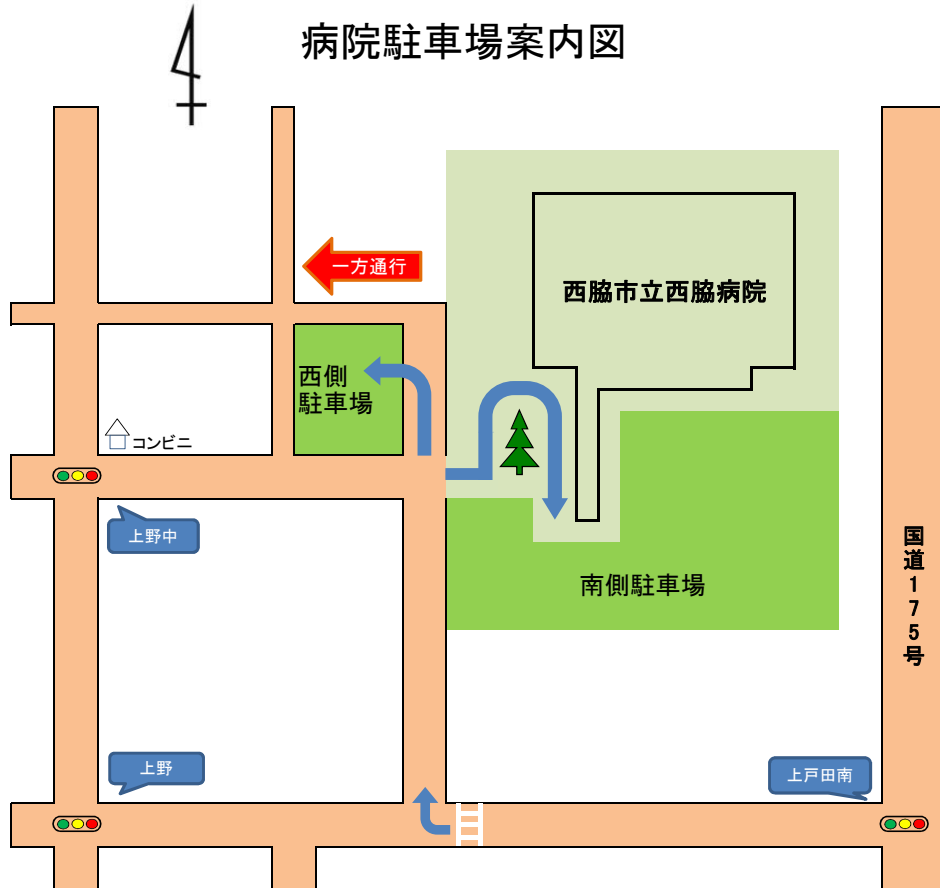 病院駐車場案内図
一方通行
西脇市立西脇病院
西側
駐車場
コンビニ
上野中
国道175号
南側駐車場
上野
上戸田南